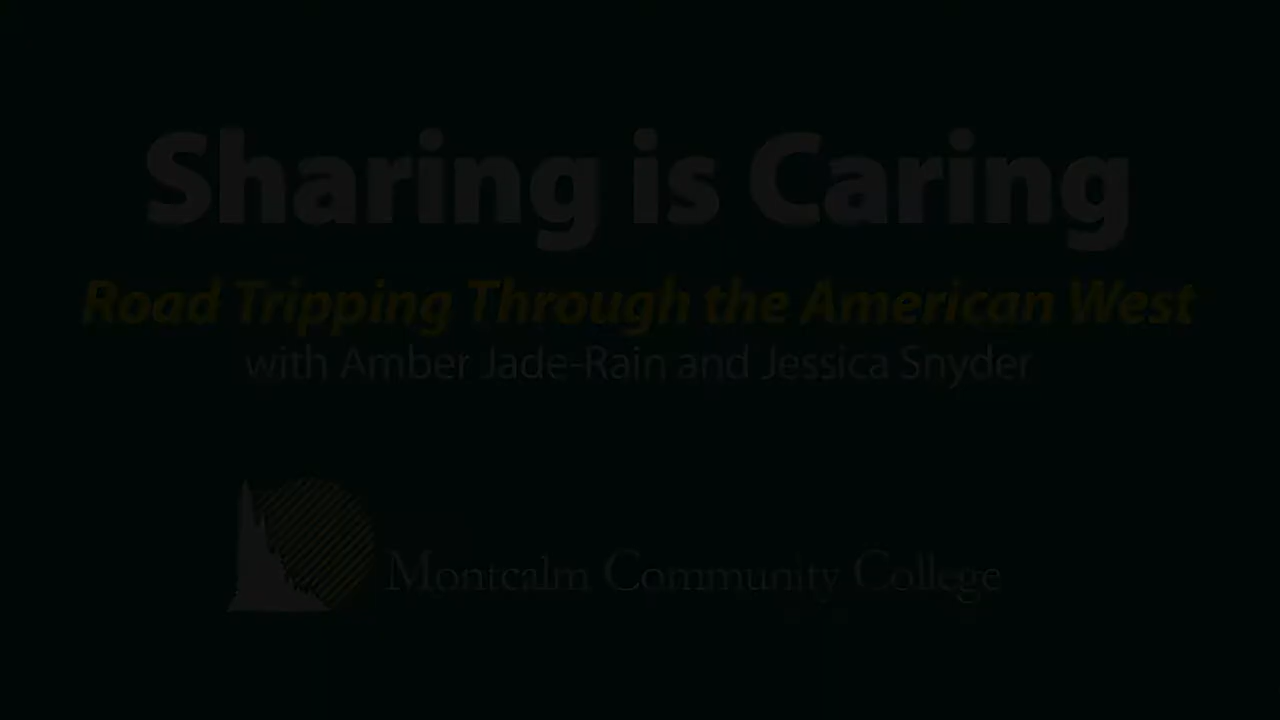 Sharing is Caring
Road Tripping Through the American West
with Amber Jade-Rain and Jessica Snyder
Montcalm Community College